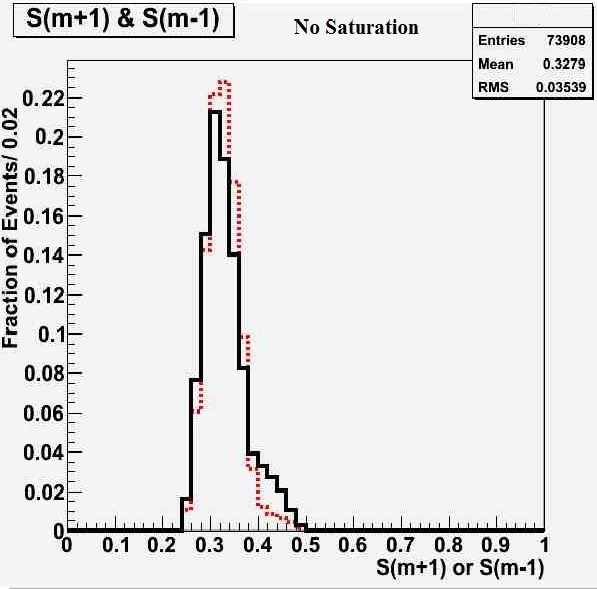 S(m+1) & S(m-1)
No Saturation
Entries 73908
Mean 0.3279
RMS 0.03539
Fraction of Events/ 0.02
0.22
0.2
0.18
0.16
0.14
0.12
0.1
0.08
0.06
0.04
0.02
0
0 0.1 0.2 0.3 0.4 0.5 0.6 0.7 0.8 0.9 1
S(m+1) or S(m-1)